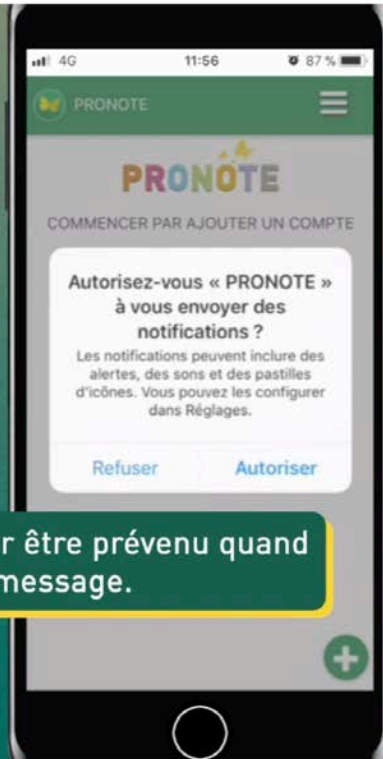 4G 11:56 87 %
PRONOTE
PRONOTE
COMMENCER PAR AJOUTER UN COMPTE
Autorisez-vous « PRONOTE »
à vous envoyer des
notifications ?
Les notifications peuvent inclure des
alertes, des sons et des pastilles
d'icônes. Vous pouvez les configurer
dans Réglages.
Refuser Autoriser
r être prévenu quand
message.